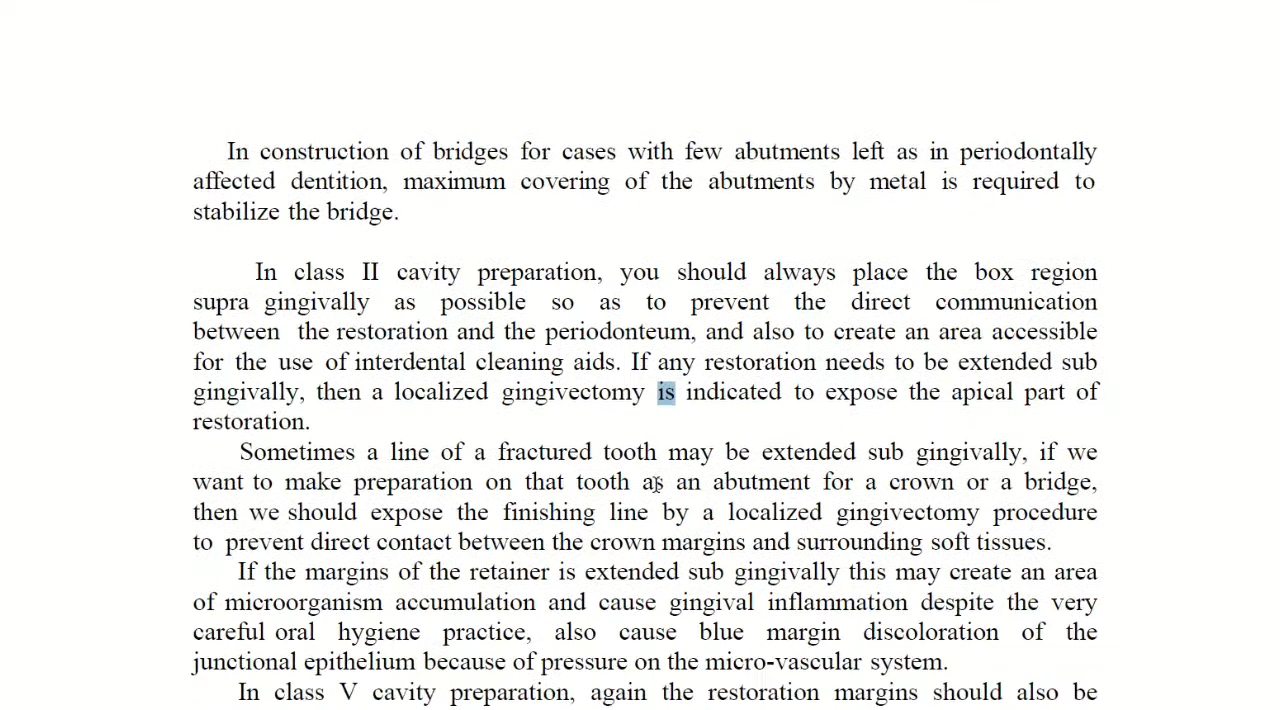 In construction of bridges for cases with few abutments left as in periodontally
affected dentition, maximum covering of the abutments by metal is required to
stabilize the bridge.
In class II cavity preparation, you should always place the box region
supra gingivally as possible so as to prevent the direct communication
between the restoration and the periodonteum, and also to create an area accessible
for the use of interdental cleaning aids. If any restoration needs to be extended sub
gingivally, then a localized gingivectomy is indicated to expose the apical part of
restoration.
Sometimes a line of a fractured tooth may be extended sub gingivally, if we
want to make preparation on that tooth as an abutment for a crown or a bridge,
then we should expose the finishing line by a localized gingivectomy procedure
to prevent direct contact between the crown margins and surrounding soft tissues.
If the margins of the retainer is extended sub gingivally this may create an area
of microorganism accumulation and cause gingival inflammation despite the very
careful oral hygiene practice, also cause blue margin discoloration of the
junctional epithelium because of pressure on the micro-vascular system.
In class V cavity preparation, again the restoration margins should also be